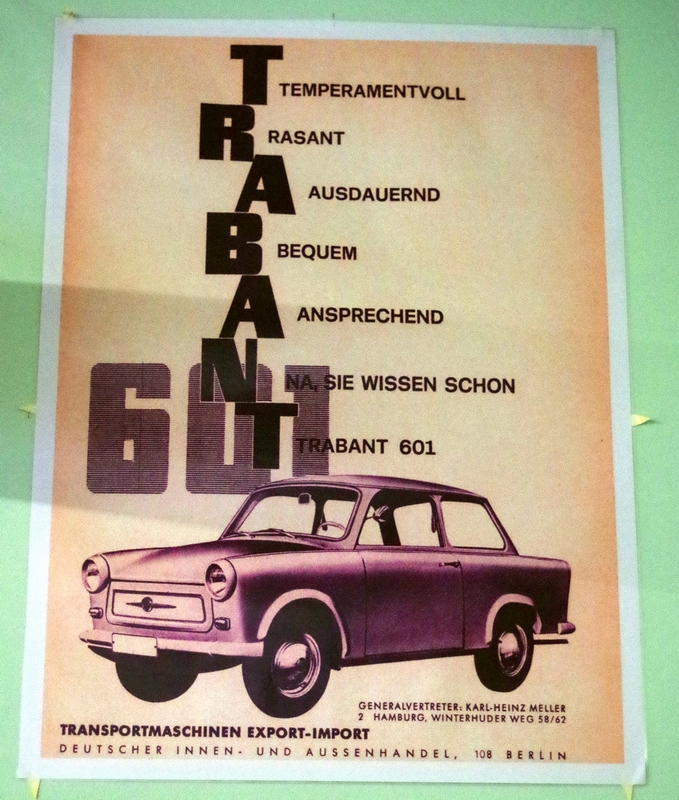 T TEMPERAMENTVOLL
R RASANT
A AUSDAUERND
B BEQUEM
A ANSPRECHEND
N NA, SIE WISSEN SCHON
T TRABANT 601
601
GENERALVERTRETER: KARL-HEINZ MELLER
2 HAMBURG, WINTERHUDER WEG 58/62
TRANSPORTMASCHINEN EXPORT-IMPORT
DEUTSCHER INNEN- UND AUSSENHANDEL, 108 BERLIN